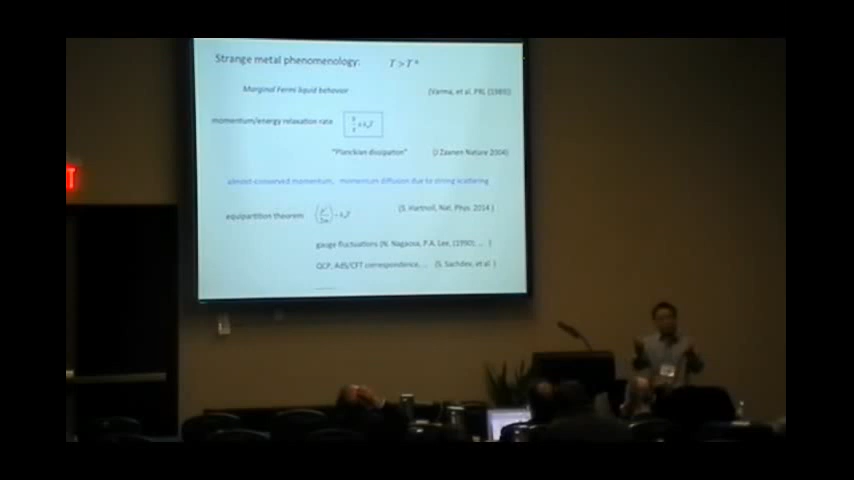 Strange metal phenomenology: T > T*
Marginal Fermi liquid behavior (Varma, et al. PRL (1989))
momentum/energy relaxation rate
"Planckian dissipation" (J Zaanen Nature 2004)
almost-conserved momentum, momentum diffusion due to strong scattering
(S. Hartnoll, Nat. Phys. 2014)
equipartition theorem
gauge fluctuations (N. Nagaosa, P.A. Lee, (1990), ... )
QCP, AdS/CFT correspondence, ... (S. Sachdev, et al )